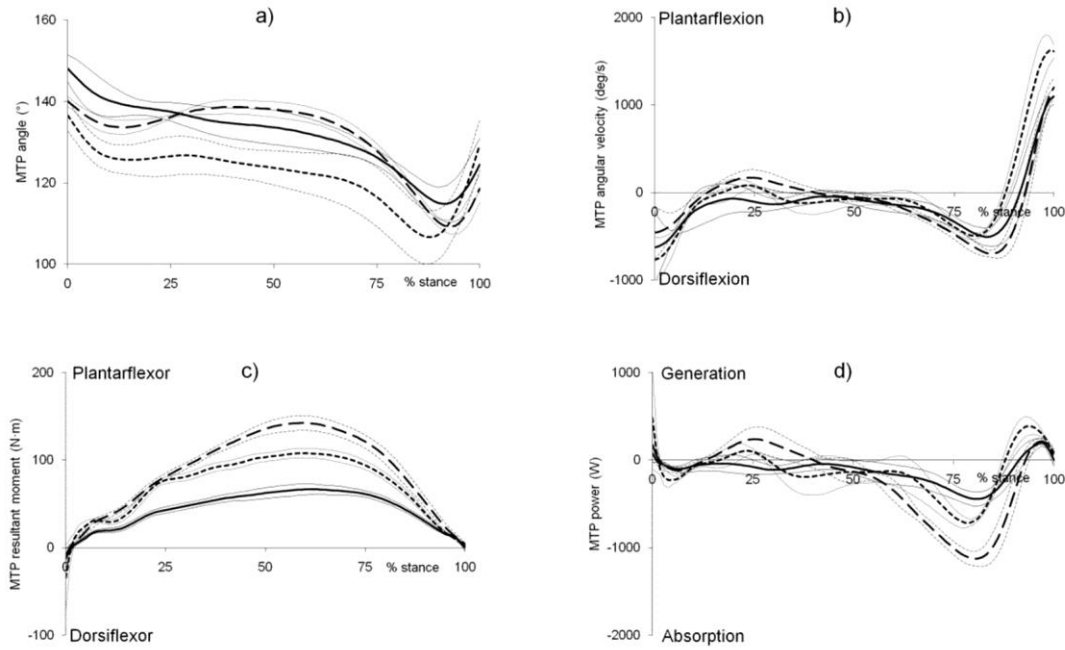 a)
MTP angle (°)
160
140
120
100
0
25
50
75
% stance
100
b)
Plantarflexion
MTP angular velocity (deg/s)
2000
1000
0
-1000
0
25
50
75
% stance
100
Dorsiflexion
c)
Plantarflexor
MTP resultant moment (N·m)
200
100
0
-100
0
25
50
75
% stance
100
Dorsiflexor
d)
Generation
MTP power (W)
1000
0
-1000
-2000
0
25
50
75
% stance
100
Absorption